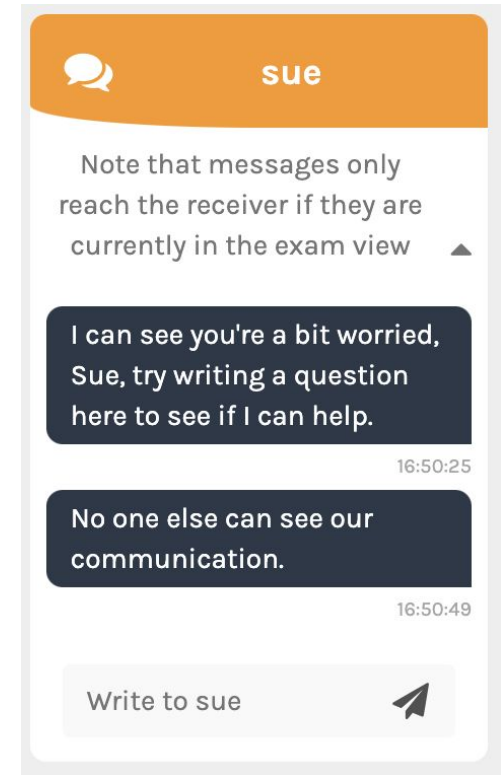 sue
Note that messages only
reach the receiver if they are
currently in the exam view
I can see you're a bit worried,
Sue, try writing a question
here to see if I can help.
16:50:25
No one else can see our
communication.
16:50:49
Write to sue